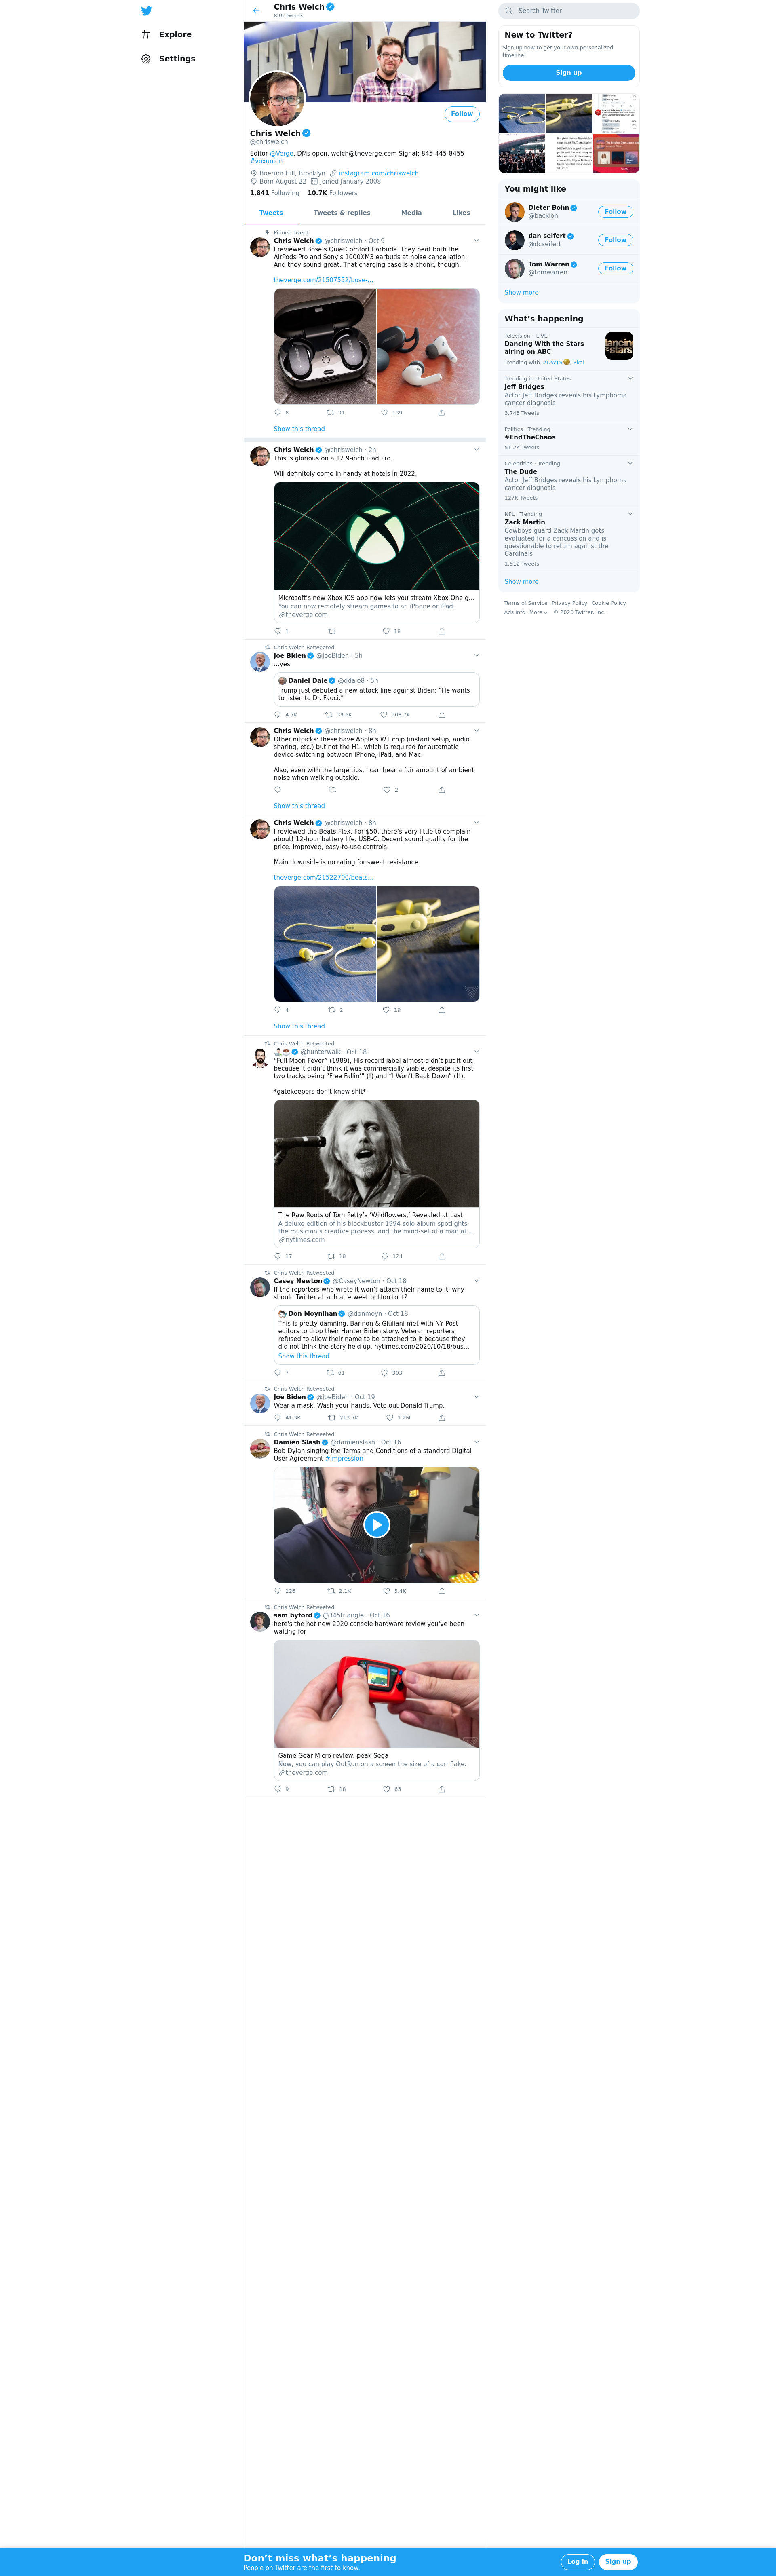 Explore
Settings
Chris Welch
896 Tweets
THEVERGE
Follow
Chris Welch
@chriswelch
Editor @Verge. DMs open. welch@theverge.com Signal: 845-445-8455
#voxunion
Boerum Hill, Brooklyn instagram.com/chriswelch
Born August 22 Joined January 2008
1,841 Following 10.7K Followers
Tweets Tweets & replies Media Likes
Pinned Tweet
Chris Welch @chriswelch · Oct 9
I reviewed Bose’s QuietComfort Earbuds. They beat both the
AirPods Pro and Sony’s 1000XM3 earbuds at noise cancellation.
And they sound great. That charging case is a chonk, though.
theverge.com/21507552/bose-…
8 31 139
Show this thread
Chris Welch @chriswelch · 2h
This is glorious on a 12.9-inch iPad Pro.
Will definitely come in handy at hotels in 2022.
Microsoft’s new Xbox iOS app now lets you stream Xbox One g…
You can now remotely stream games to an iPhone or iPad.
theverge.com
1 18
Chris Welch Retweeted
Joe Biden @JoeBiden · 5h
...yes
Daniel Dale @ddale8 · 5h
Trump just debuted a new attack line against Biden: “He wants
to listen to Dr. Fauci.”
4.7K 39.6K 308.7K
Chris Welch @chriswelch · 8h
Other nitpicks: these have Apple’s W1 chip (instant setup, audio
sharing, etc.) but not the H1, which is required for automatic
device switching between iPhone, iPad, and Mac.
Also, even with the large tips, I can hear a fair amount of ambient
noise when walking outside.
2
Show this thread
Chris Welch @chriswelch · 8h
I reviewed the Beats Flex. For $50, there’s very little to complain
about! 12-hour battery life. USB-C. Decent sound quality for the
price. Improved, easy-to-use controls.
Main downside is no rating for sweat resistance.
theverge.com/21522700/beats…
4 2 19
Show this thread
Chris Welch Retweeted
@hunterwalk · Oct 18
“Full Moon Fever” (1989), His record label almost didn’t put it out
because it didn’t think it was commercially viable, despite its first
two tracks being “Free Fallin’” (!) and “I Won’t Back Down” (!!).
*gatekeepers don't know shit*
The Raw Roots of Tom Petty’s ‘Wildflowers,’ Revealed at Last
A deluxe edition of his blockbuster 1994 solo album spotlights
the musician’s creative process, and the mind-set of a man at …
nytimes.com
17 18 124
Chris Welch Retweeted
Casey Newton @CaseyNewton · Oct 18
If the reporters who wrote it won’t attach their name to it, why
should Twitter attach a retweet button to it?
Don Moynihan @donmoyn · Oct 18
This is pretty damning. Bannon & Giuliani met with NY Post
editors to drop their Hunter Biden story. Veteran reporters
refused to allow their name to be attached to it because they
did not think the story held up. nytimes.com/2020/10/18/bus…
Show this thread
7 61 303
Chris Welch Retweeted
Joe Biden @JoeBiden · Oct 19
Wear a mask. Wash your hands. Vote out Donald Trump.
41.3K 213.7K 1.2M
Chris Welch Retweeted
Damien Slash @damienslash · Oct 16
Bob Dylan singing the Terms and Conditions of a standard Digital
User Agreement #impression
126 2.1K 5.4K
Chris Welch Retweeted
sam byford @345triangle · Oct 16
here’s the hot new 2020 console hardware review you’ve been
waiting for
Game Gear Micro review: peak Sega
Now, you can play OutRun on a screen the size of a cornflake.
theverge.com
9 18 63
Search Twitter
New to Twitter?
Sign up now to get your own personalized
timeline!
Sign up
You might like
Dieter Bohn
@backlon
Follow
dan seifert
@dcseifert
Follow
Tom Warren
@tomwarren
Follow
Show more
What’s happening
Television · LIVE
Dancing With the Stars
airing on ABC
Trending with #DWTS, Skai
Trending in United States
Jeff Bridges
Actor Jeff Bridges reveals his Lymphoma
cancer diagnosis
3,743 Tweets
Politics · Trending
#EndTheChaos
51.2K Tweets
Celebrities · Trending
The Dude
Actor Jeff Bridges reveals his Lymphoma
cancer diagnosis
127K Tweets
NFL · Trending
Zack Martin
Cowboys guard Zack Martin gets
evaluated for a concussion and is
questionable to return against the
Cardinals
1,512 Tweets
Show more
Terms of Service Privacy Policy Cookie Policy
Ads info More © 2020 Twitter, Inc.
Don’t miss what’s happening
People on Twitter are the first to know.
Log in
Sign up